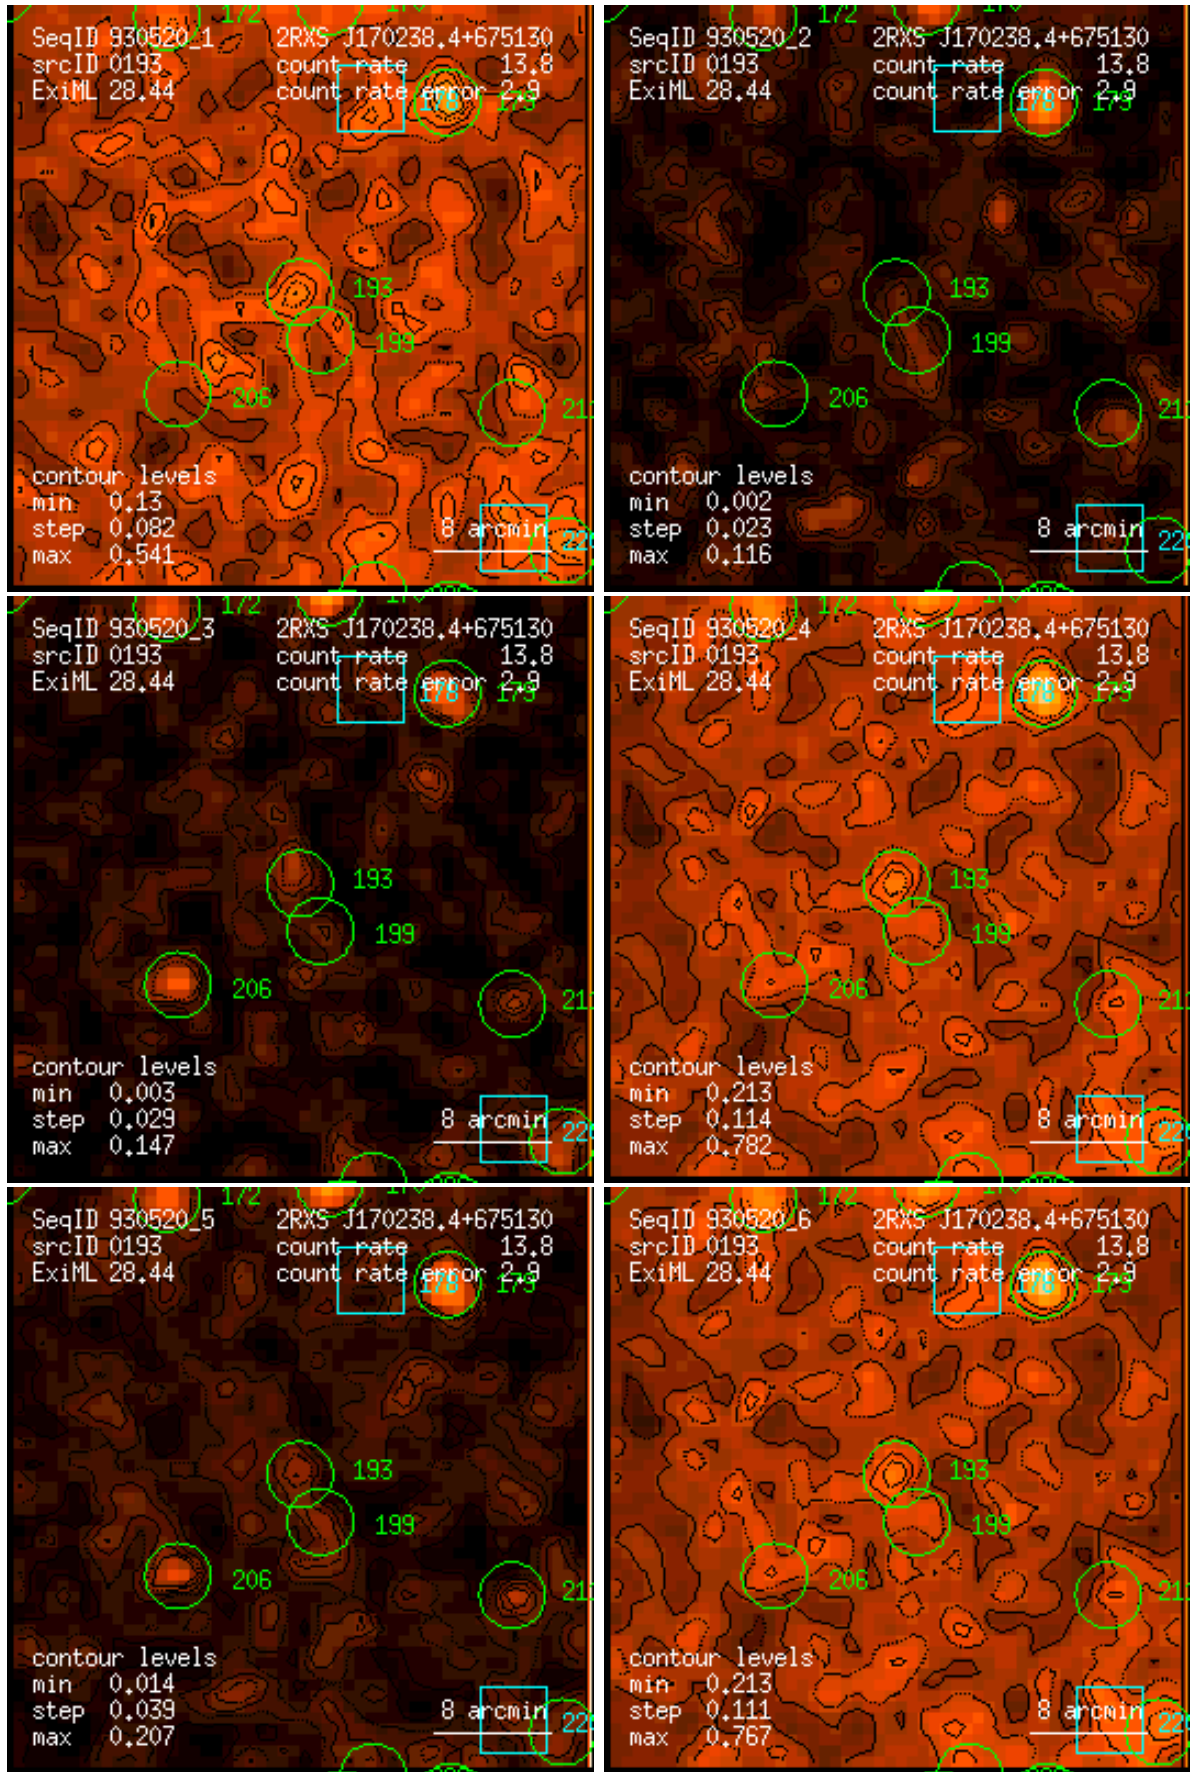 172
SeqID 930520_1 2RXS J170238.4+675130
srcID 0193 count rate 13.8
ExiML 28.44 count rate error 2.9
178 179
193
199
206
contour levels
min 0.13
step 0.082
max 0.541
8 arcmin
172
SeqID 930520_2 2RXS J170238.4+675130
srcID 0193 count rate 13.8
ExiML 28.44 count rate error 2.9
178 179
193
199
206
contour levels
min 0.002
step 0.023
max 0.116
8 arcmin
172
SeqID 930520_3 2RXS J170238.4+675130
srcID 0193 count rate 13.8
ExiML 28.44 count rate error 2.9
178 179
193
199
206
contour levels
min 0.003
step 0.029
max 0.147
8 arcmin
172
SeqID 930520_4 2RXS J170238.4+675130
srcID 0193 count rate 13.8
ExiML 28.44 count rate error 2.9
178 179
193
199
206
contour levels
min 0.213
step 0.114
max 0.782
8 arcmin
172
SeqID 930520_5 2RXS J170238.4+675130
srcID 0193 count rate 13.8
ExiML 28.44 count rate error 2.9
178 179
193
199
206
contour levels
min 0.014
step 0.039
max 0.207
8 arcmin
172
SeqID 930520_6 2RXS J170238.4+675130
srcID 0193 count rate 13.8
ExiML 28.44 count rate error 2.9
178 179
193
199
206
contour levels
min 0.213
step 0.111
max 0.767
8 arcmin